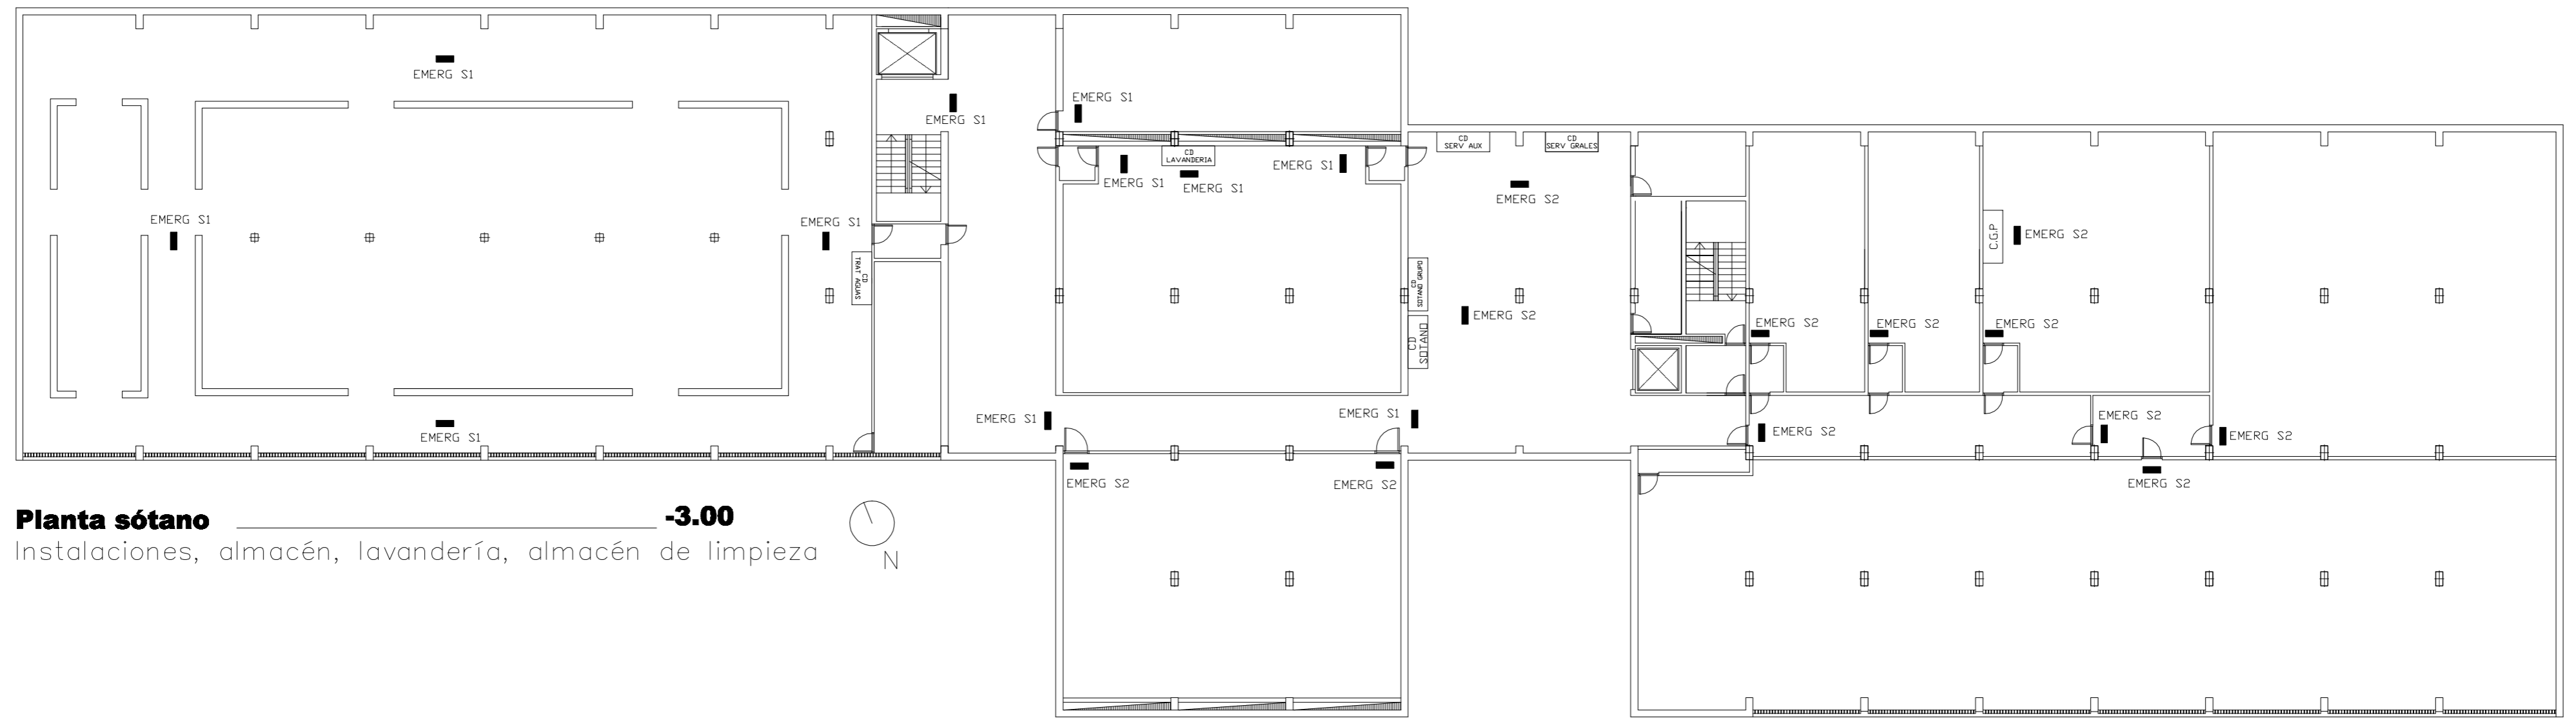 EMERG S1
EMERG S1
EMERG S1
EMERG S1
EMERG S1
EMERG S1
CD
TRAT AGUAS
EMERG S1
CD
LAVANDERIA
EMERG S1
EMERG S1
EMERG S1
CD
SERV AUX
CD
SERV GRALES
EMERG S2
CD
SOTANO GRUPO
EMERG S2
CD
SOTANO
C.G.P
EMERG S2
EMERG S2
EMERG S2
EMERG S2
EMERG S1
EMERG S1
EMERG S2
EMERG S2
EMERG S2
EMERG S2
EMERG S2
EMERG S2
Planta sótano -3.00
Instalaciones, almacén, lavandería, almacén de limpieza
N